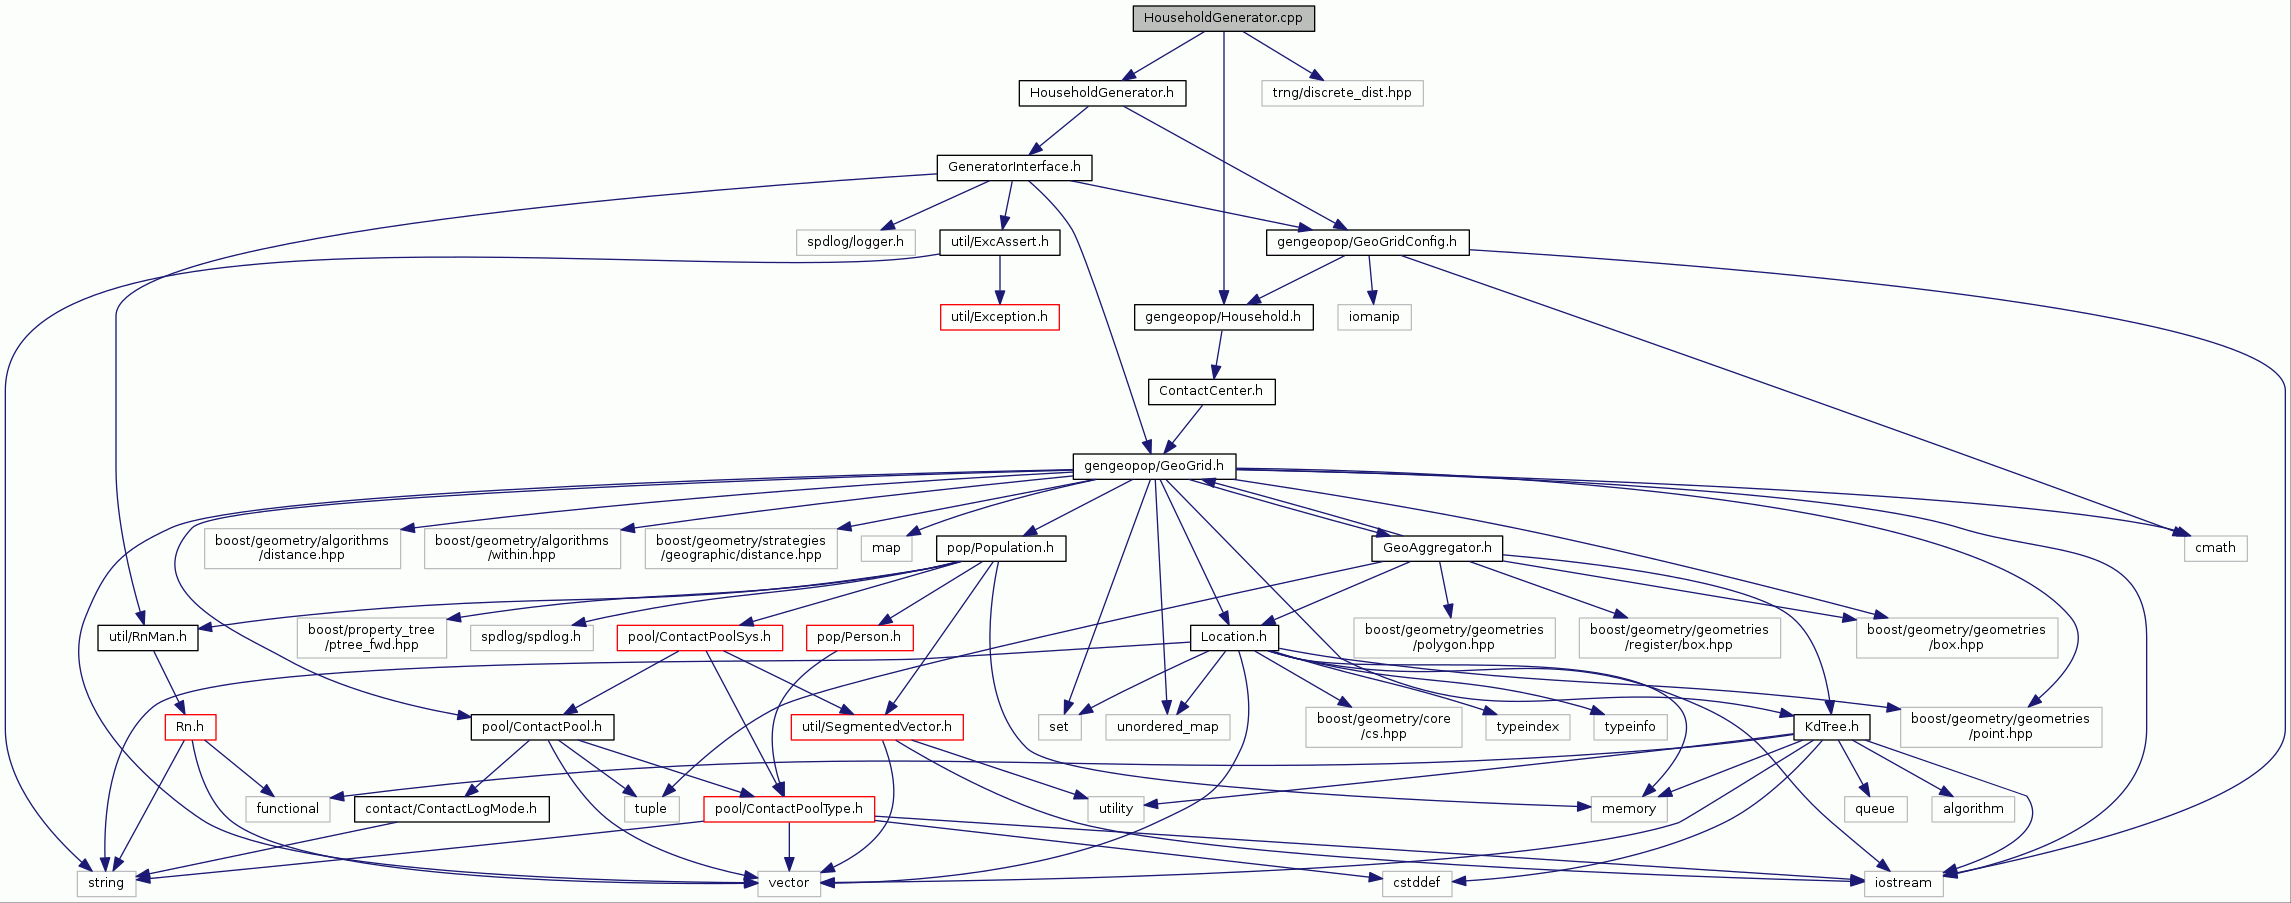 HouseholdGenerator.cpp
HouseholdGenerator.h
trng/discrete_dist.hpp
GeneratorInterface.h
spdlog/logger.h
util/ExcAssert.h
gengeopop/GeoGridConfig.h
util/Exception.h
gengeopop/Household.h
iomanip
ContactCenter.h
gengeopop/GeoGrid.h
boost/geometry/algorithms
/distance.hpp
boost/geometry/algorithms
/within.hpp
boost/geometry/strategies
/geographic/distance.hpp
map
pop/Population.h
GeoAggregator.h
cmath
util/RnMan.h
boost/property_tree
/ptree_fwd.hpp
spdlog/spdlog.h
pool/ContactPoolSys.h
pop/Person.h
Location.h
boost/geometry/geometries
/polygon.hpp
boost/geometry/geometries
/register/box.hpp
boost/geometry/geometries
/box.hpp
Rn.h
pool/ContactPool.h
util/SegmentedVector.h
set
unordered_map
boost/geometry/core
/cs.hpp
typeindex
typeinfo
KdTree.h
boost/geometry/geometries
/point.hpp
functional
contact/ContactLogMode.h
tuple
pool/ContactPoolType.h
utility
memory
queue
algorithm
string
vector
cstddef
iostream